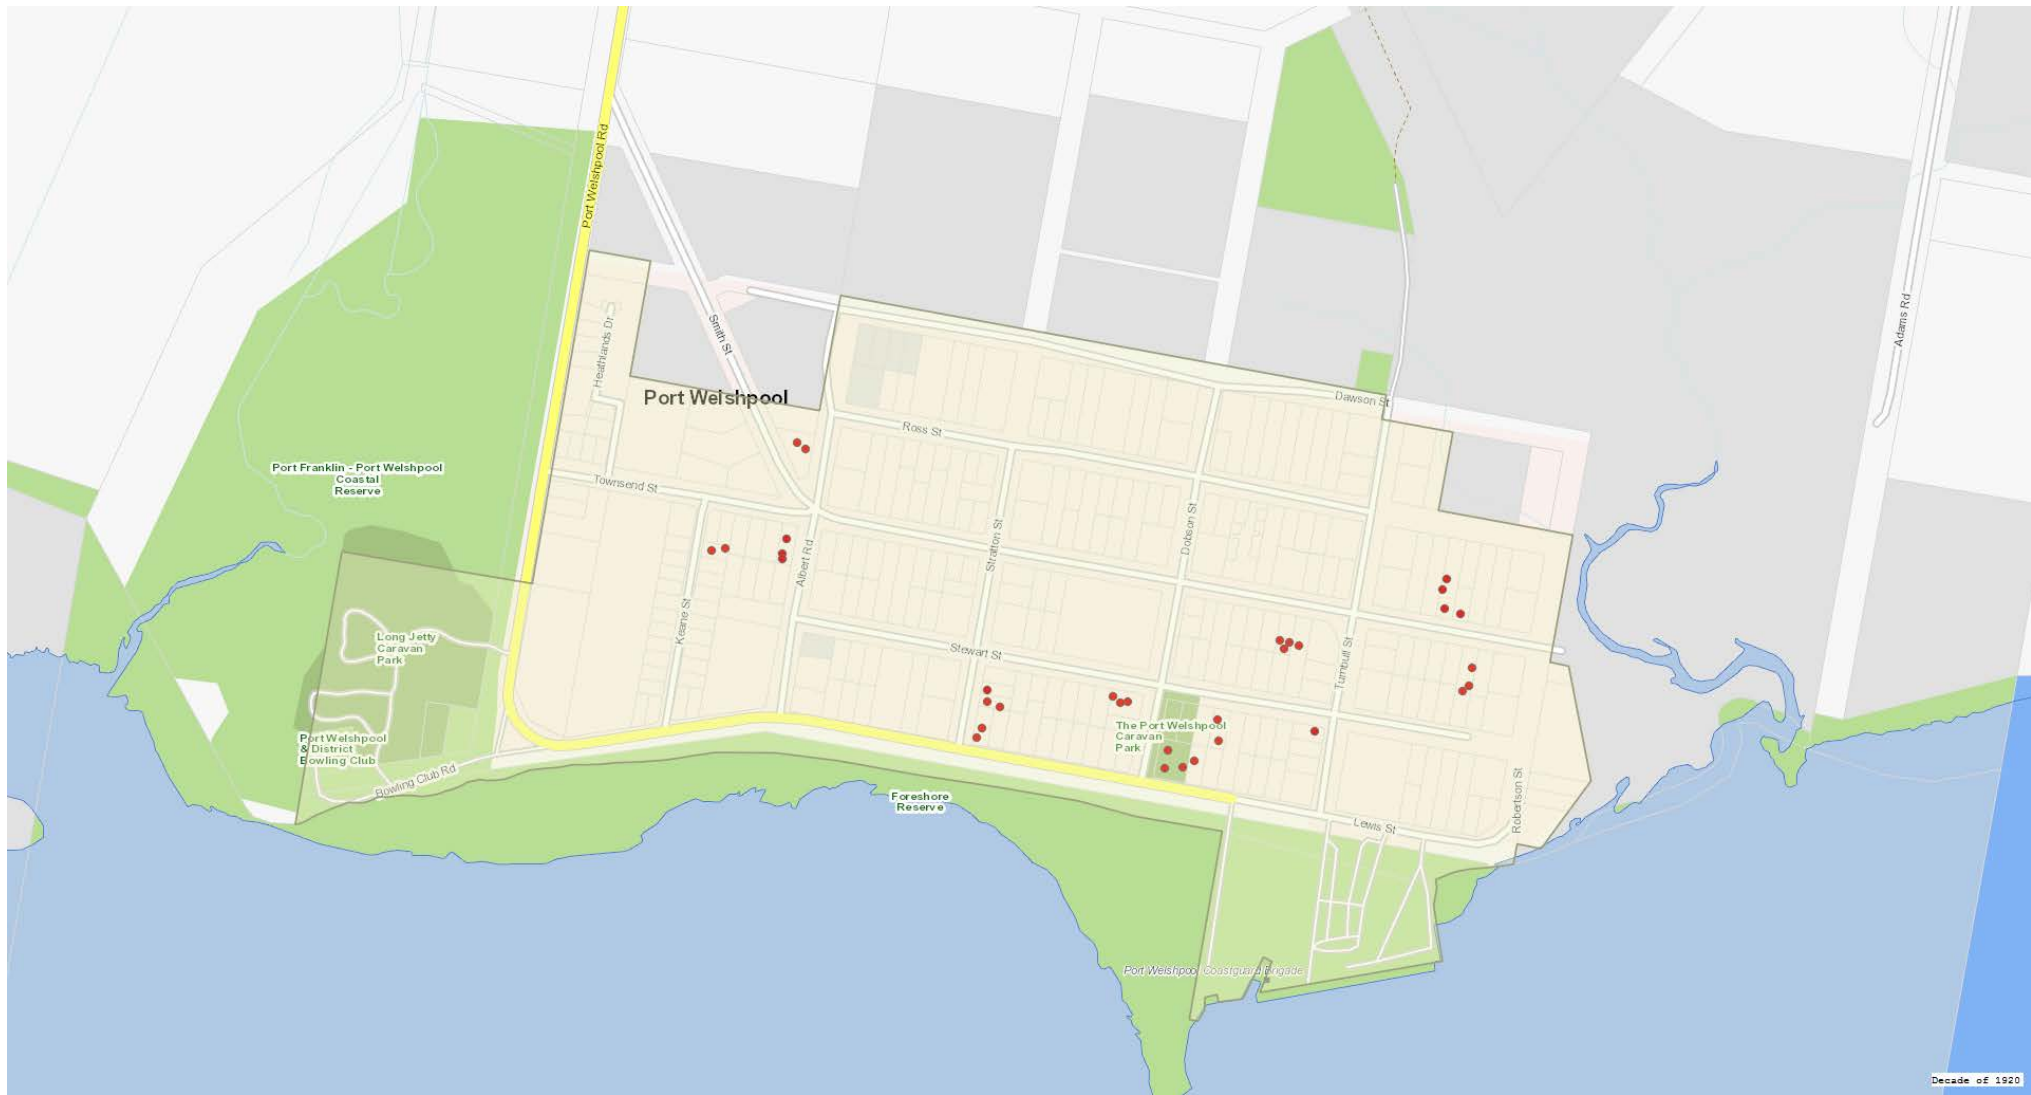 Port Welshpool Rd
Smith St
Adams Rd
Heathlands Dr
Port Welshpool
Dawson St
Ross St
Port Franklin - Port Welshpool
Coastal
Reserve
Townsend St
Dobson St
Stratton St
Albert Rd
Keane St
Long Jetty
Caravan
Park
Stewart St
Turnbull St
The Port Welshpool
Caravan
Park
Port Welshpool
& District
Bowling Club
Bowling Club Rd
Foreshore
Reserve
Robertson St
Lewis St
Port Welshpool Coastguard Brigade
Decade of 1920